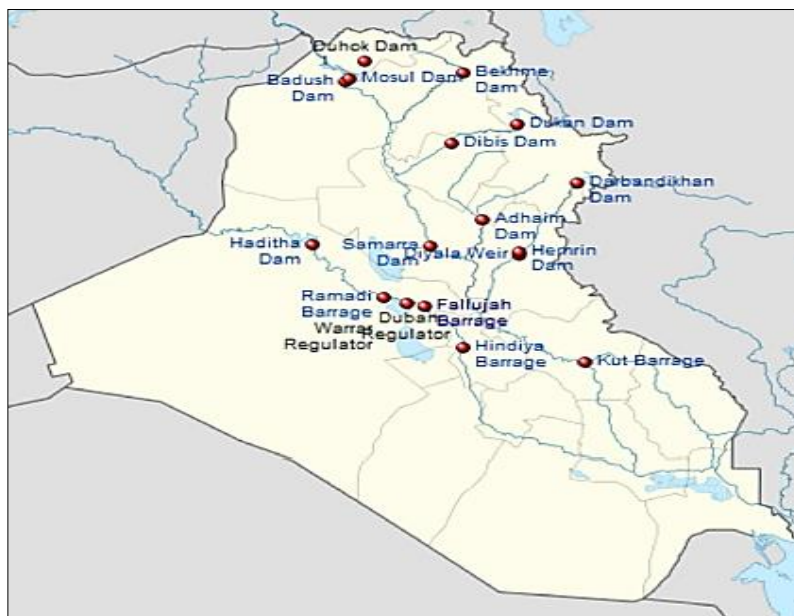 Duhok Dam
Badush
Dam
Mosul Dam
Bekhme
Dam
Dukan Dam
Dibis Dam
Darbandikhan
Dam
Adhaim
Dam
Haditha
Dam
Samarra
Dam
Diyala Weir
Hemrin
Dam
Ramadi
Barrage
Warrar
Regulator
Duban
Regulator
Fallujah
Barrage
Hindiya
Barrage
Kut Barrage